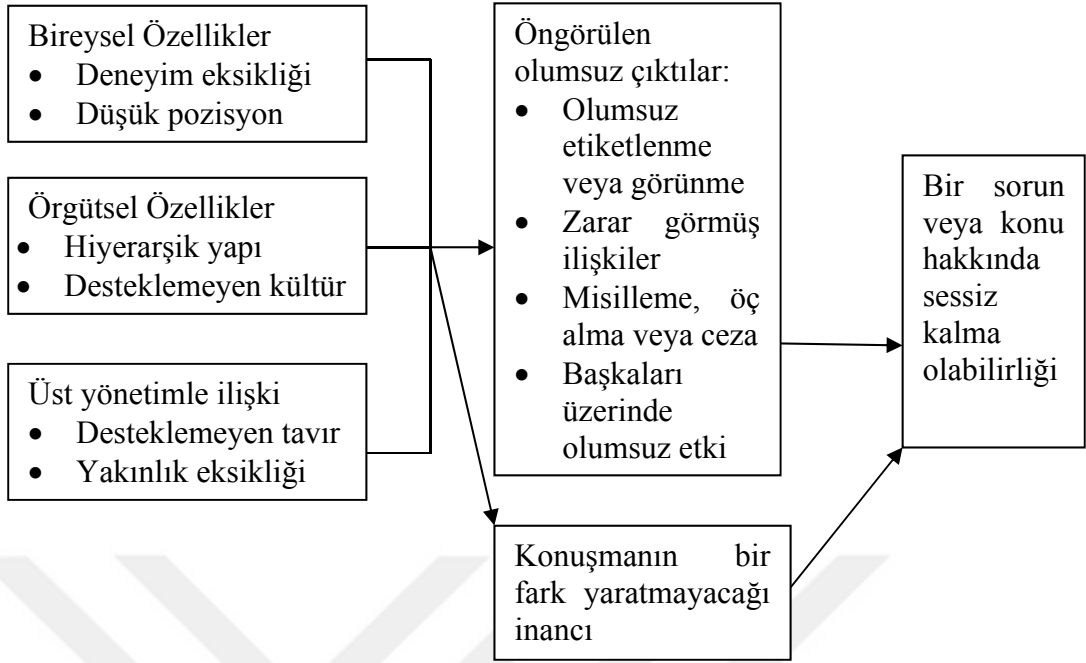 Bireysel Özellikler
• Deneyim eksikliği
• Düşük pozisyon
Örgütsel Özellikler
• Hiyerarşik yapı
• Desteklemeyen kültür
Üst yönetimle ilişki
• Desteklemeyen tavır
• Yakınlık eksikliği
Öngörülen
olumsuz çıktılar:
• Olumsuz
etiketlenme
veya görünme
• Zarar görmüş
ilişkiler
• Misilleme, öç
alma veya ceza
• Başkaları
üzerinde
olumsuz etki
Konuşmanın bir
fark yaratmayacağı
inancı
Bir sorun
veya konu
hakkında
sessiz
kalma
olabilirliği